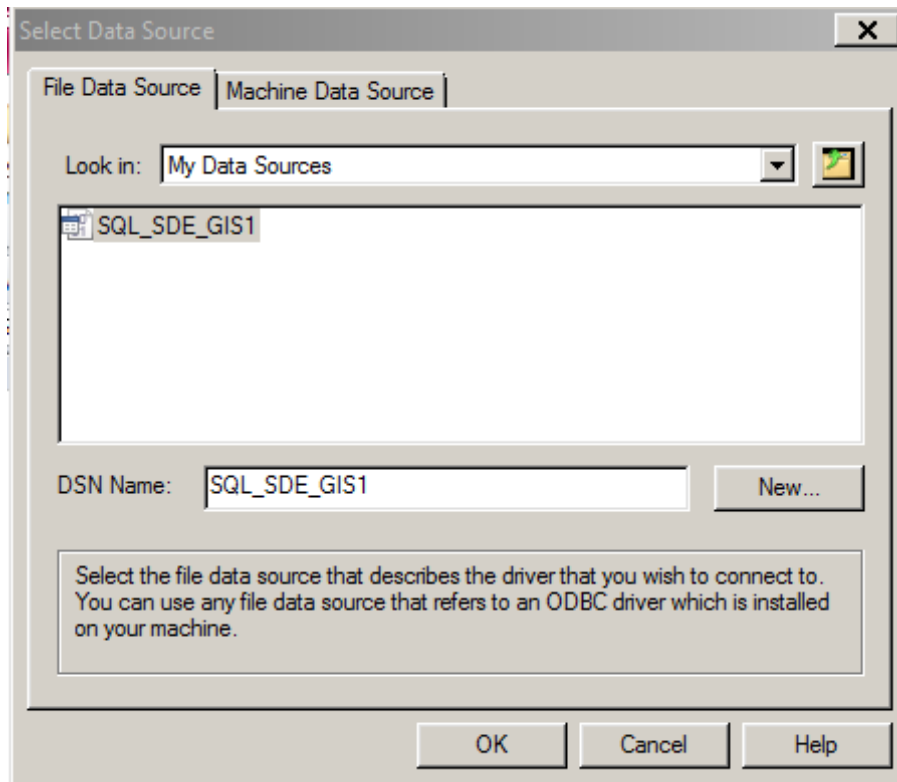 Select Data Source
File Data Source
Machine Data Source
Look in:
My Data Sources
SQL_SDE_GIS1
DSN Name:
SQL_SDE_GIS1
New...
Select the file data source that describes the driver that you wish to connect to.
You can use any file data source that refers to an ODBC driver which is installed
on your machine.
OK
Cancel
Help